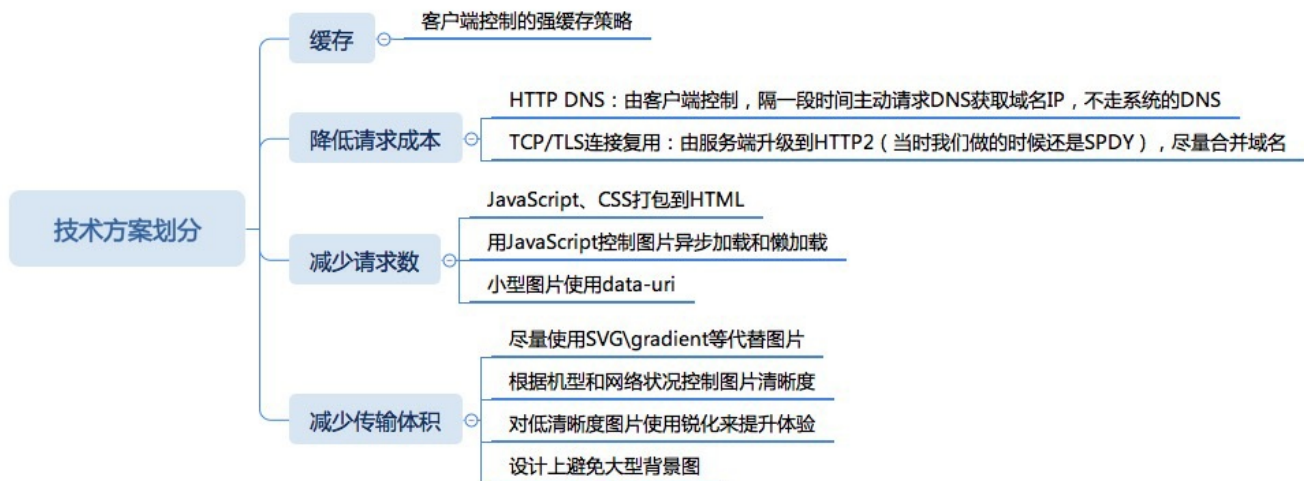 技术方案划分
缓存
客户端控制的强缓存策略
降低请求成本
HTTP DNS：由客户端控制，隔一段时间主动请求DNS获取域名IP，不走系统的DNS
TCP/TLS连接复用：由服务端升级到HTTP2（当时我们做的时候还是SPDY），尽量合并域名
减少请求数
JavaScript、CSS打包到HTML
用JavaScript控制图片异步加载和懒加载
小型图片使用data-uri
减少传输体积
尽量使用SVG\gradient等代替图片
根据机型和网络状况控制图片清晰度
对低清晰度图片使用锐化来提升体验
设计上避免大型背景图